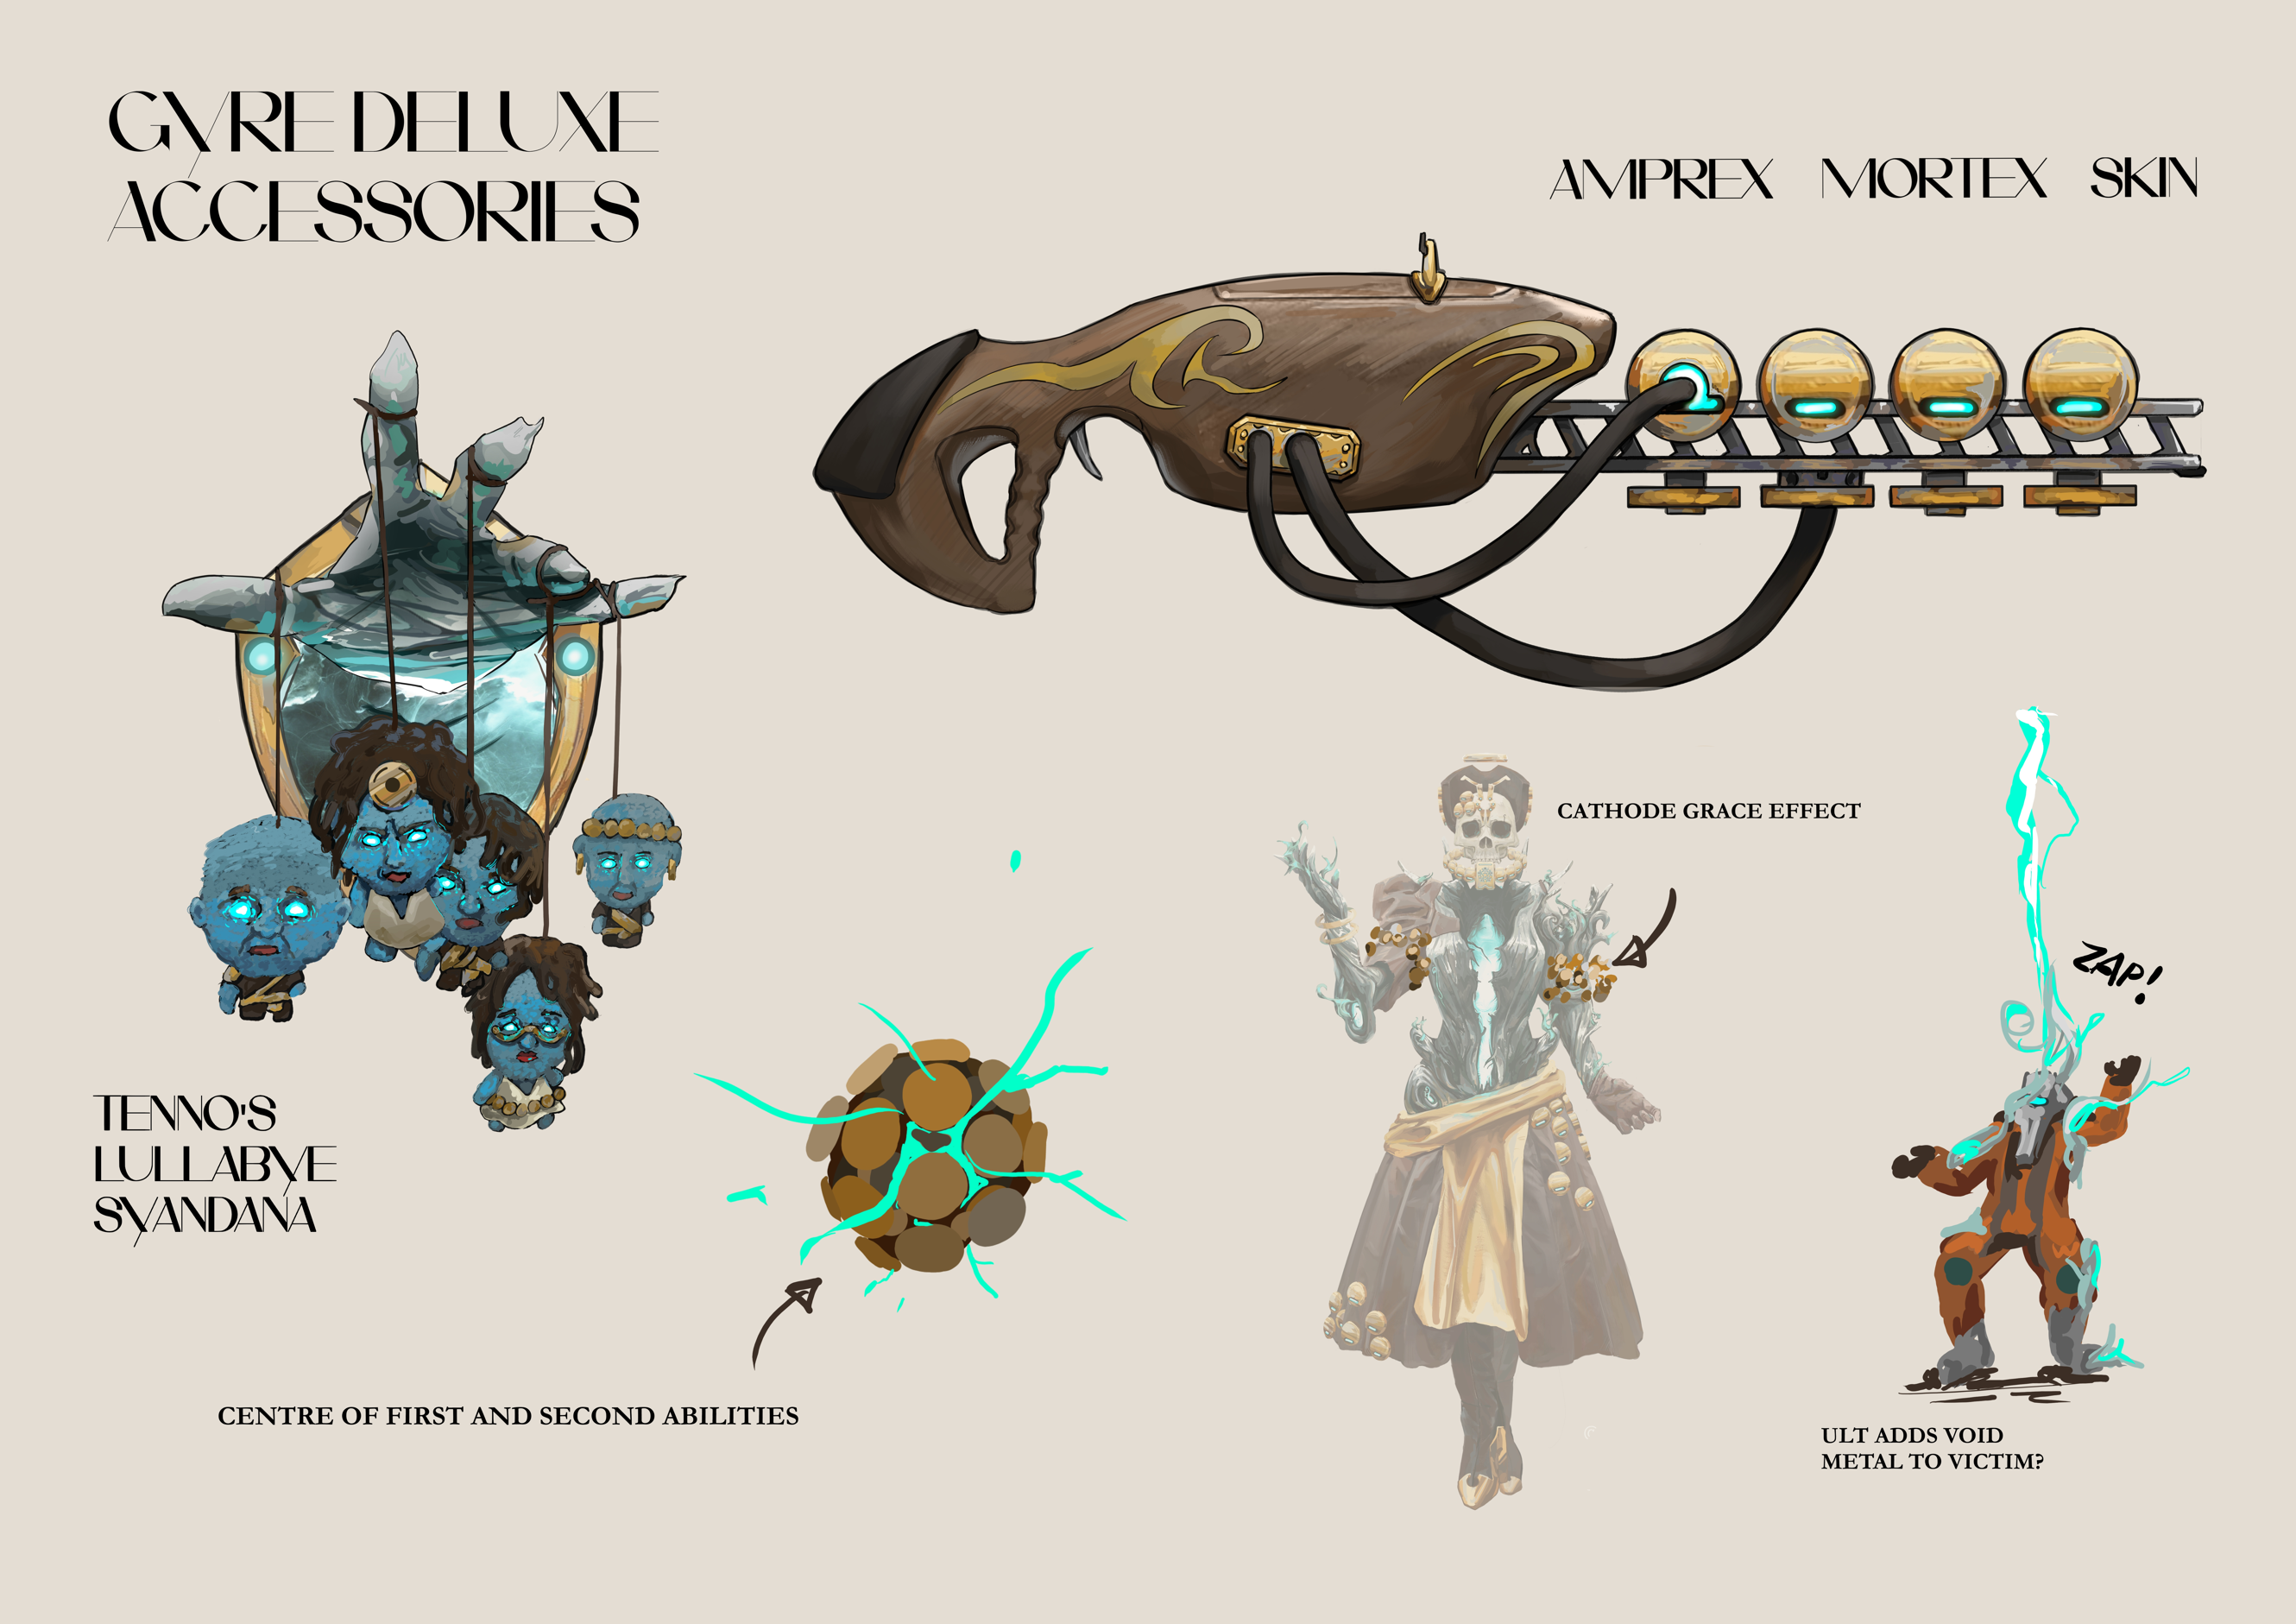 GYRE DELUXE
ACCESSORIES
AMPREX MORTEX SKIN
CATHODE GRACE EFFECT
ZAP!
TENNO'S
LULLABYE
SYANDANA
CENTRE OF FIRST AND SECOND ABILITIES
ULT ADDS VOID
METAL TO VICTIM?